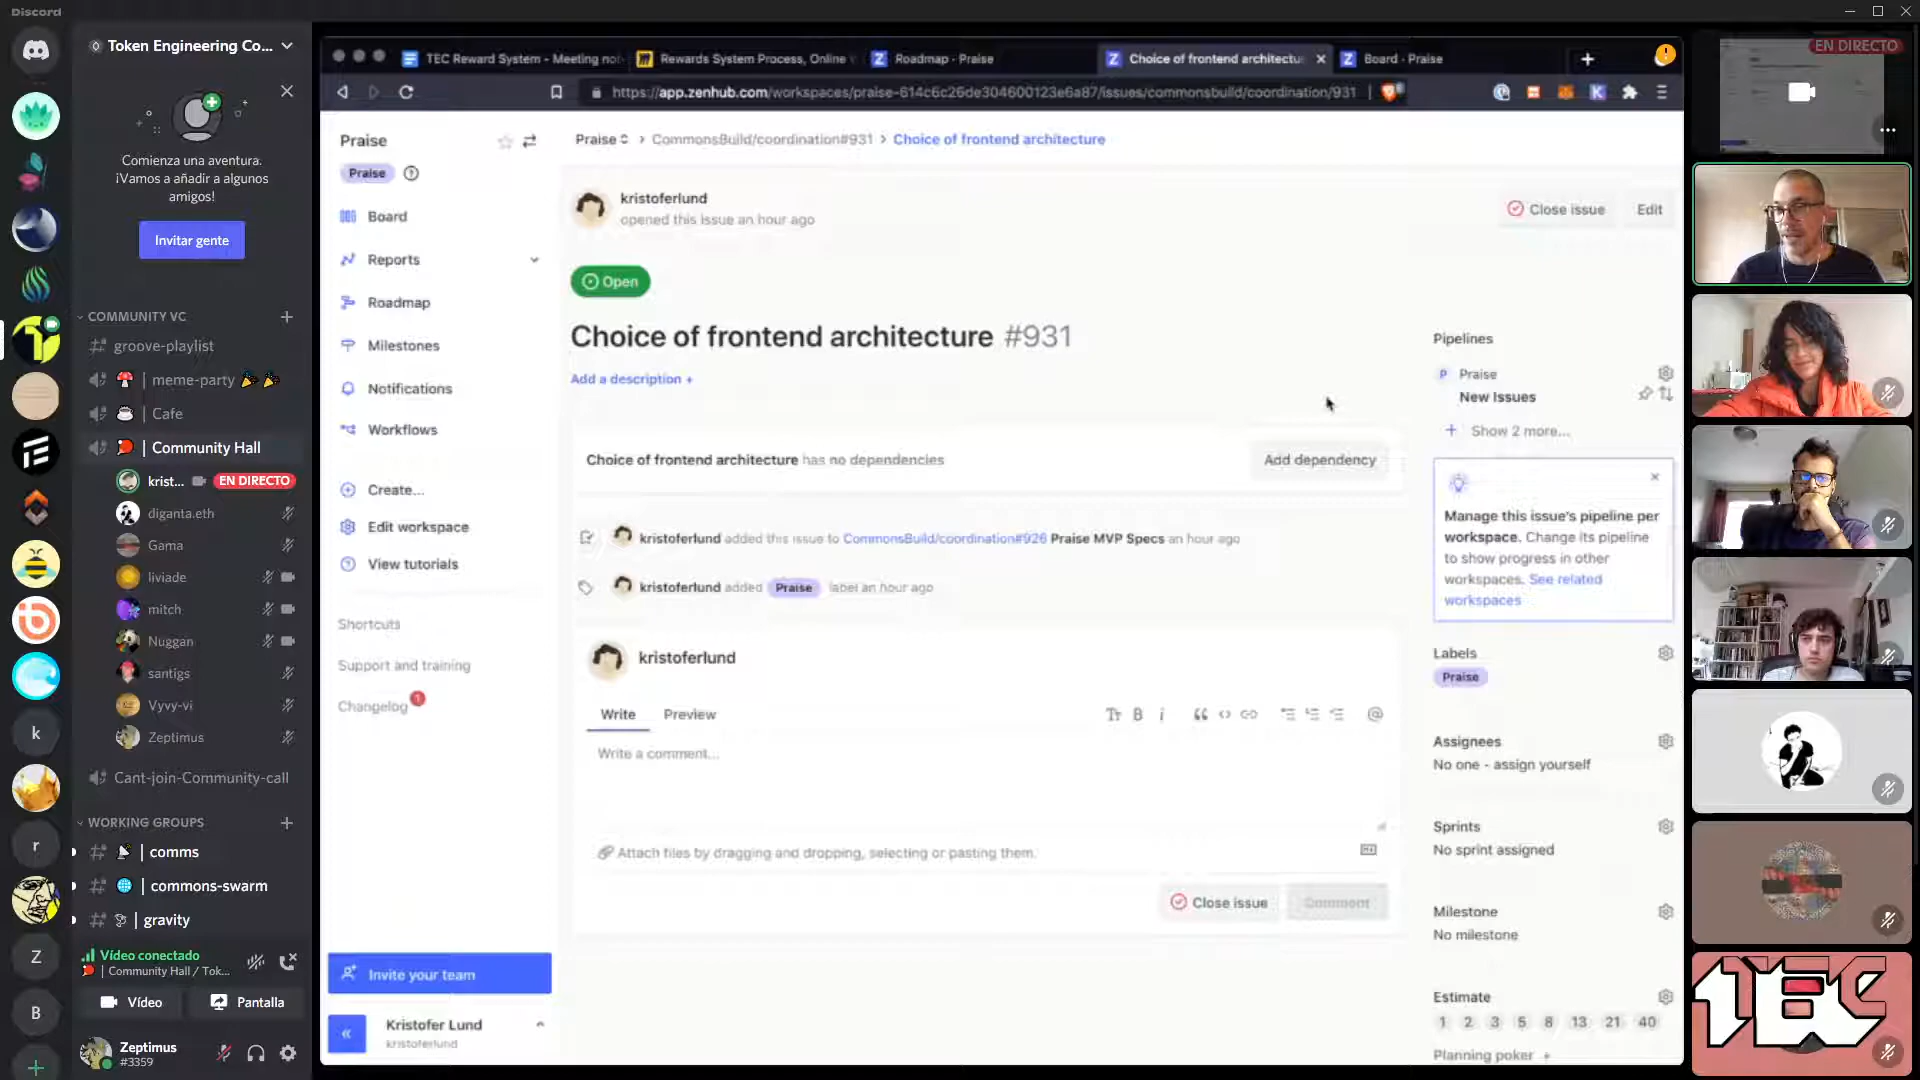 Discord
Token Engineering Co...
Comienza una aventura.
¡Vamos a añadir a algunos
amigos!
Invitar gente
COMMUNITY VC
groove-playlist
| meme-party
| Cafe
| Community Hall
krist...
EN DIRECTO
diganta.eth
Gama
liviade
mitch
Nuggan
santigs
Vyvy-vi
Zeptimus
Cant-join-Community-call
WORKING GROUPS
| comms
| commons-swarm
| gravity
k
r
Z
B
Vídeo conectado
| Community Hall / Tok...
Vídeo
Pantalla
Zeptimus
#3359
TEC Reward System - Meeting not
Rewards System Process, Online
Roadmap - Praise
Choice of frontend architectu
Board - Praise
https://app.zenhub.com/workspaces/praise-614c6c26de304600123e6a87/issues/commonsbuild/coordination/931
Praise
Praise
Board
Reports
Roadmap
Milestones
Notifications
Workflows
Create...
Edit workspace
View tutorials
Shortcuts
Support and training
Changelog 1
Invite your team
Kristofer Lund
kristoferlund
Praise > CommonsBuild/coordination#931 > Choice of frontend architecture
kristoferlund
opened this issue an hour ago
Close issue
Edit
Open
Choice of frontend architecture #931
Add a description +
Choice of frontend architecture has no dependencies
Add dependency
kristoferlund added this issue to CommonsBuild/coordination#926 Praise MVP Specs an hour ago
kristoferlund added Praise label an hour ago
kristoferlund
Write
Preview
Write a comment...
Attach files by dragging and dropping, selecting or pasting them.
Close issue
Comment
Pipelines
P Praise
New Issues
+ Show 2 more...
Manage this issue's pipeline per
workspace. Change its pipeline
to show progress in other
workspaces. See related
workspaces
Labels
Praise
Assignees
No one - assign yourself
Sprints
No sprint assigned
Milestone
No milestone
Estimate
1 2 3 5 8 13 21 40
Planning poker +
EN DIRECTO
TEC